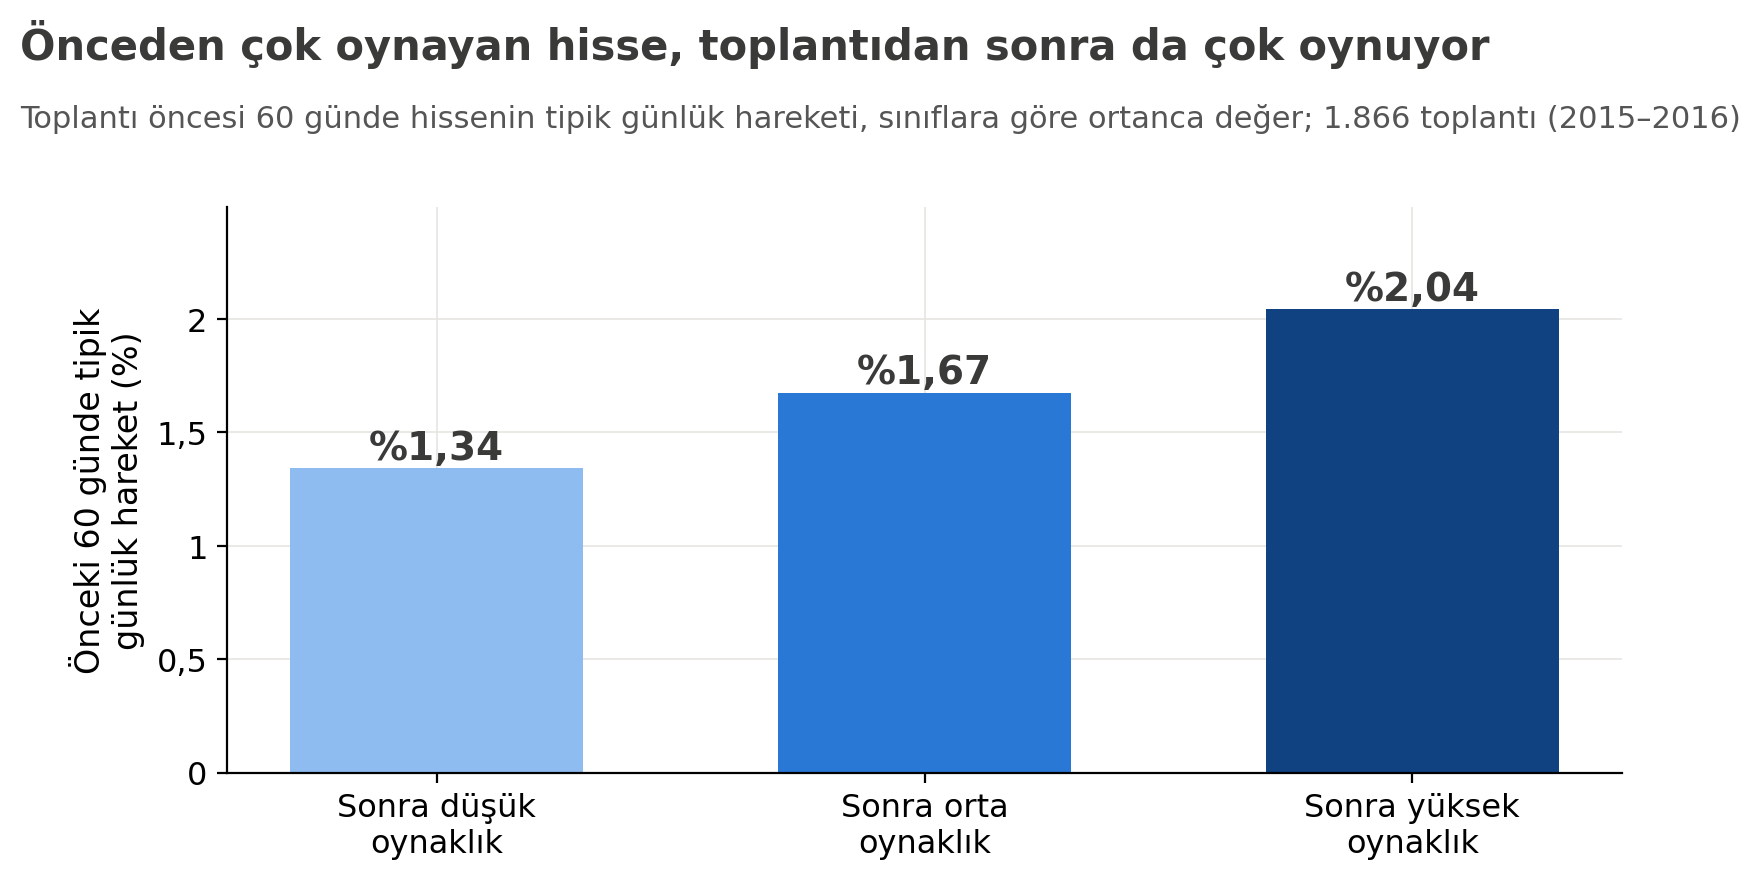 Önceden çok oynayan hisse, toplantıdan sonra da çok oynuyor
Toplantı öncesi 60 günde hissenin tipik günlük hareketi, sınıflara göre ortanca değer; 1.866 toplantı (2015–2016)
Önceki 60 günde tipik
günlük hareket (%)
2
1,5
1
0,5
0
%1,34
%1,67
%2,04
Sonra düşük
oynaklık
Sonra orta
oynaklık
Sonra yüksek
oynaklık